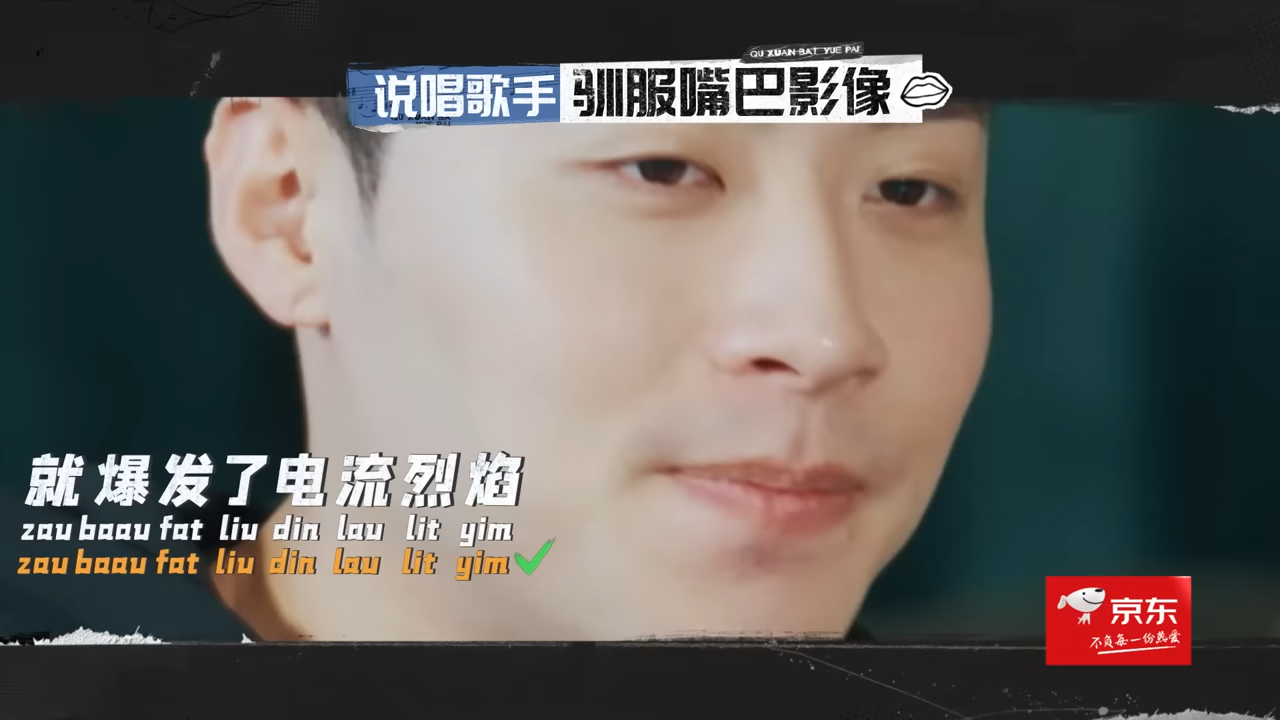 QU XUAN BAT YUE PAI
说唱歌手 驯服嘴巴影像
就爆发了电流烈焰
zau baau fat liu din lau lit yim
zau baau fat liu din lau lit yim
京东
不负每一份热爱